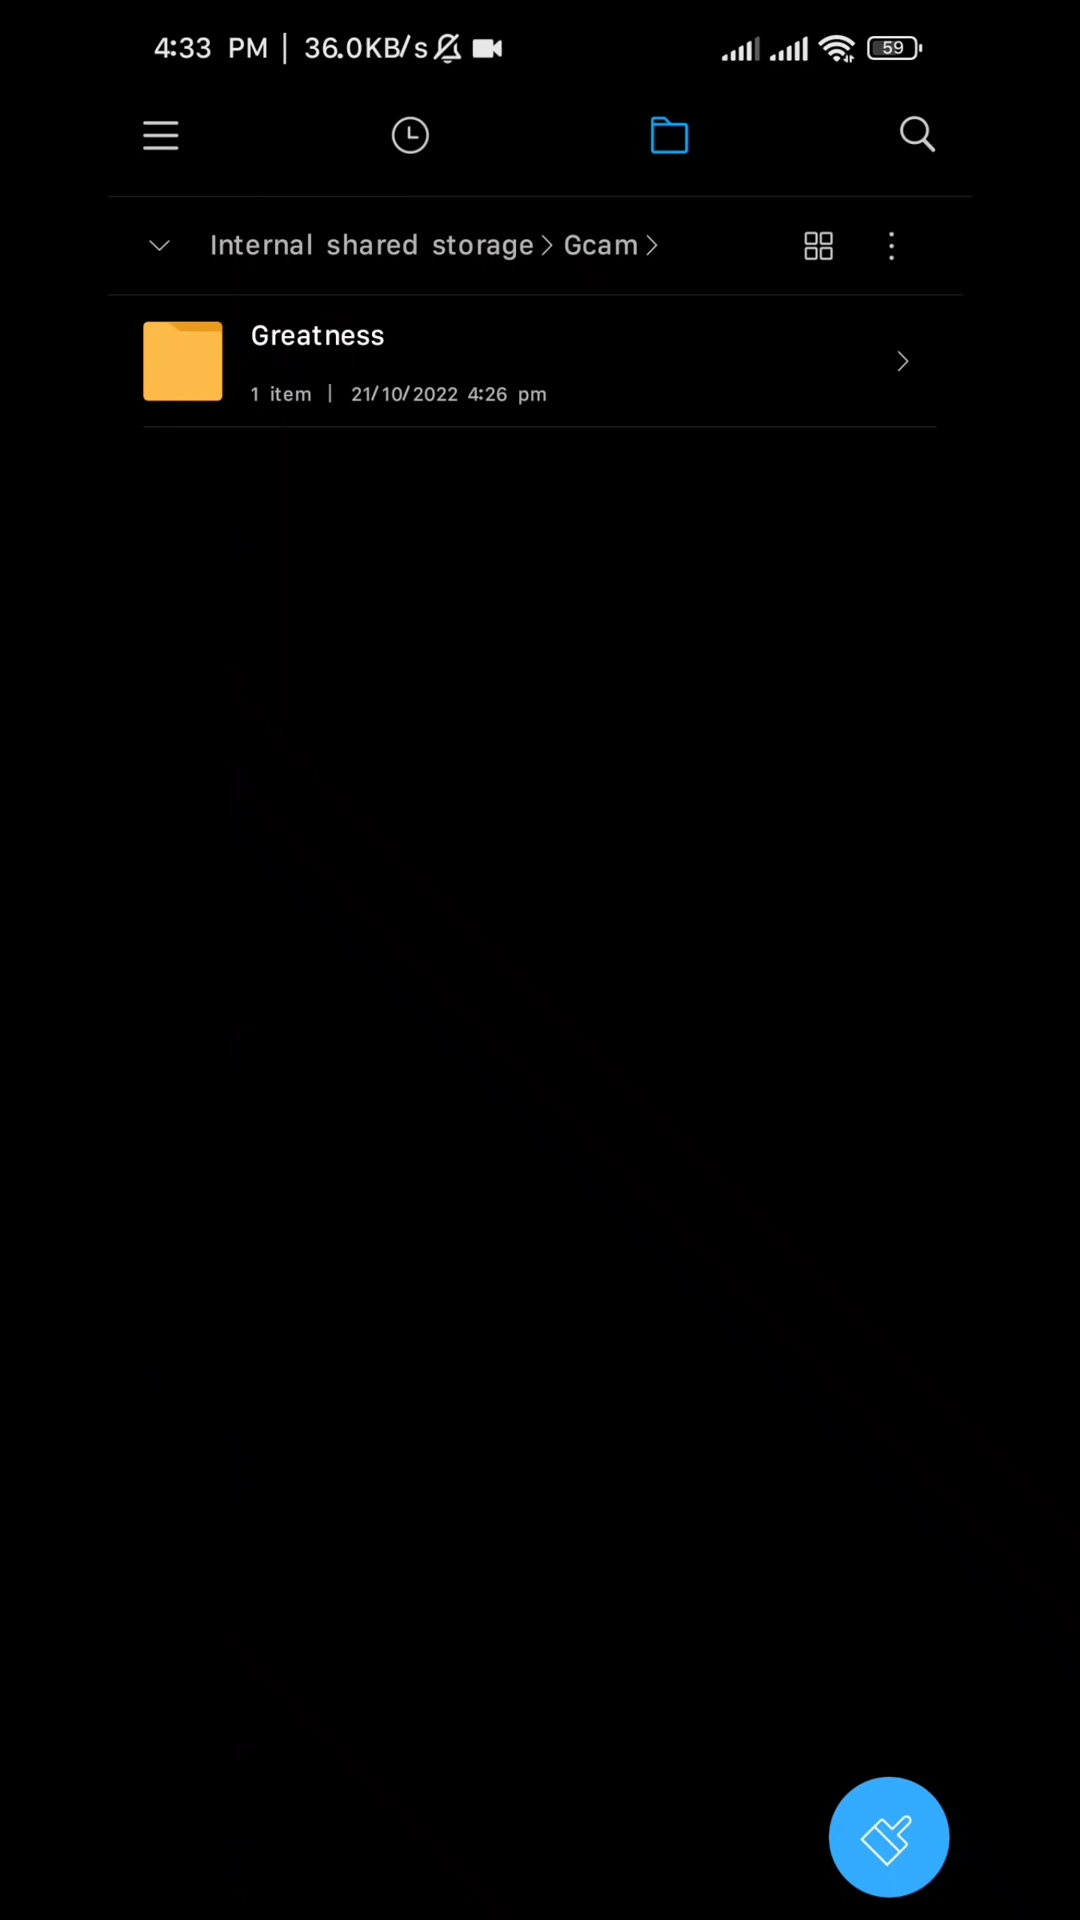 4:33 PM | 36.0KB/s 59
Internal shared storage > Gcam >
Greatness
1 item | 21/10/2022 4:26 pm